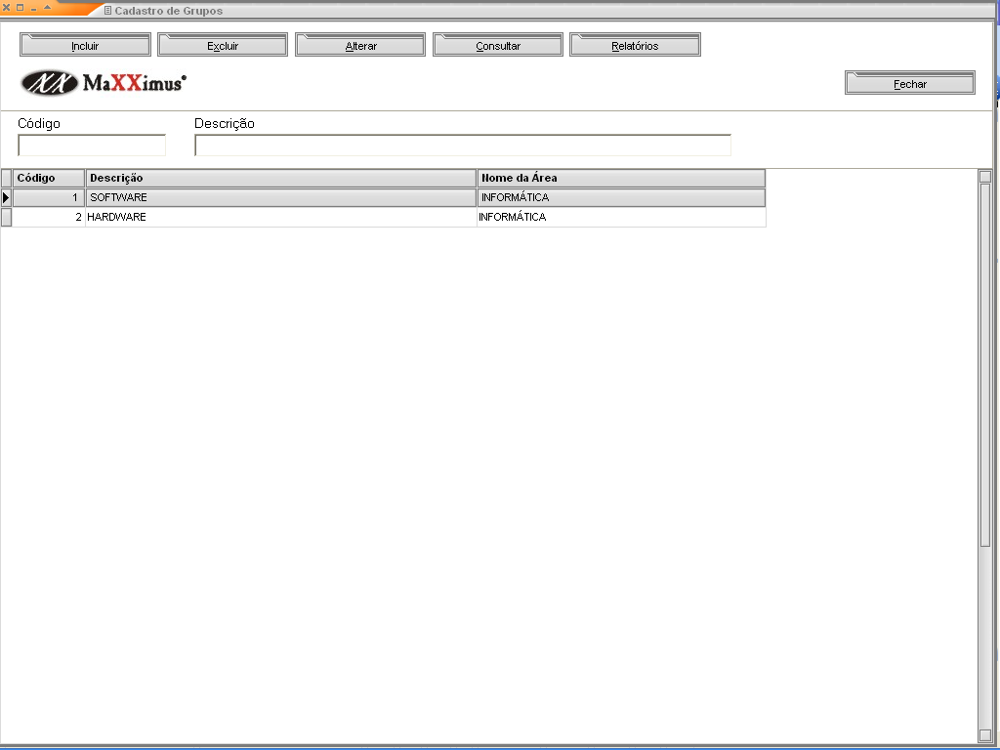 Cadastro de Grupos
Incluir Excluir Alterar Consultar Relatórios
XX MaXXimus Fechar
Código Descrição
Código Descrição Nome da Área
1 SOFTWARE INFORMÁTICA
2 HARDWARE INFORMÁTICA